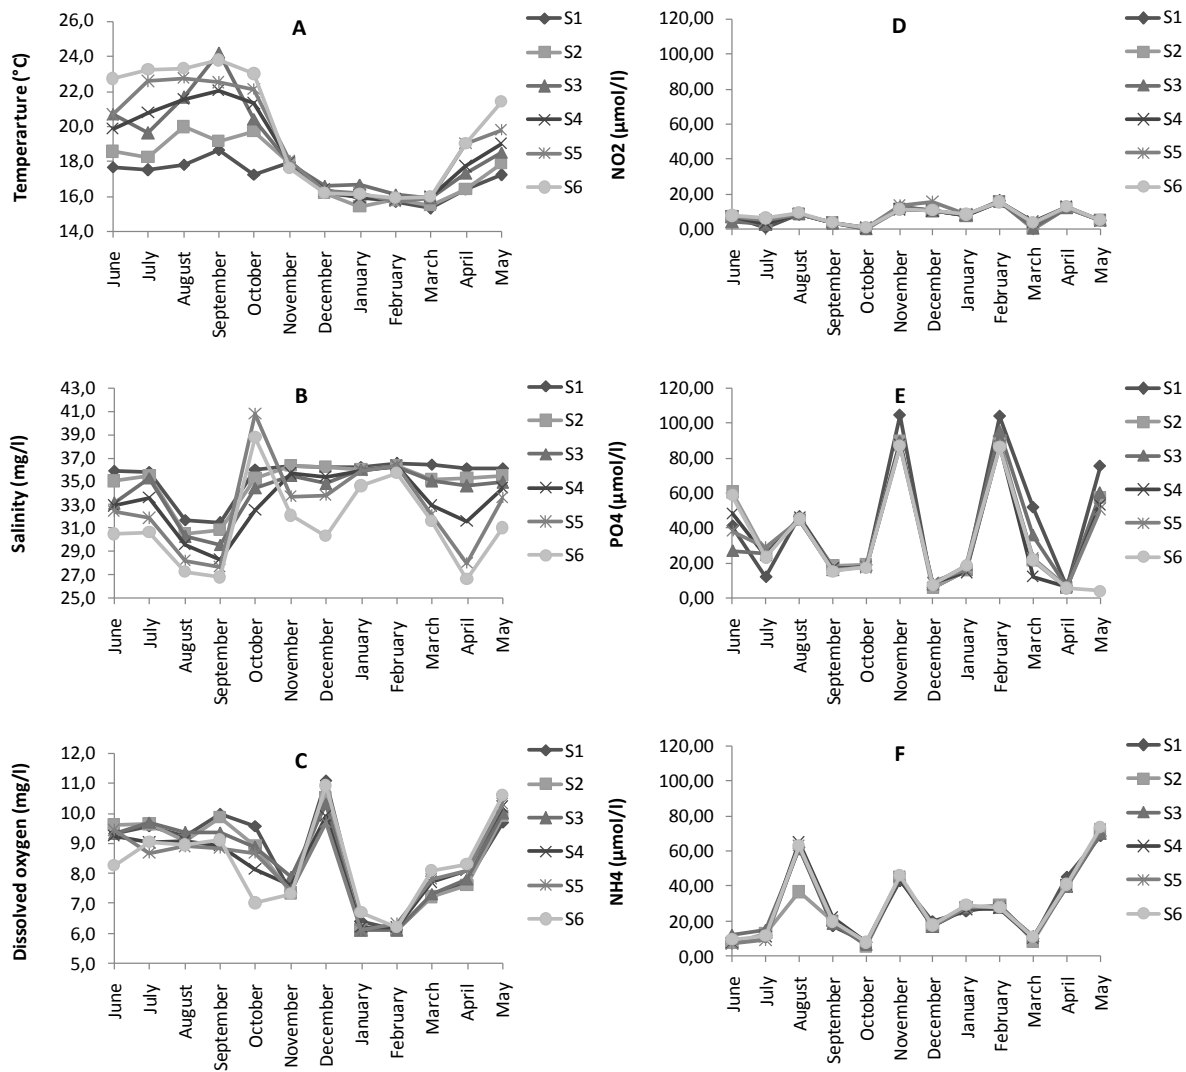 A
Temperarture (°C)
26,0
24,0
22,0
20,0
18,0
16,0
14,0
June
July
August
September
October
November
December
January
February
March
April
May
S1
S2
S3
S4
S5
S6
D
NO2 (µmol/l)
120,00
100,00
80,00
60,00
40,00
20,00
0,00
June
July
August
September
October
November
December
January
February
March
April
May
S1
S2
S3
S4
S5
S6
B
Salinity (mg/l)
43,0
41,0
39,0
37,0
35,0
33,0
31,0
29,0
27,0
25,0
June
July
August
September
October
November
December
January
February
March
April
May
S1
S2
S3
S4
S5
S6
E
PO4 (µmol/l)
120,00
100,00
80,00
60,00
40,00
20,00
0,00
June
July
August
September
October
November
December
January
February
March
April
May
S1
S2
S3
S4
S5
S6
C
Dissolved oxygen (mg/l)
12,0
11,0
10,0
9,0
8,0
7,0
6,0
5,0
June
July
August
September
October
November
December
January
February
March
April
May
S1
S2
S3
S4
S5
S6
F
NH4 (µmol/l)
120,00
100,00
80,00
60,00
40,00
20,00
0,00
June
July
August
September
October
November
December
January
February
March
April
May
S1
S2
S3
S4
S5
S6